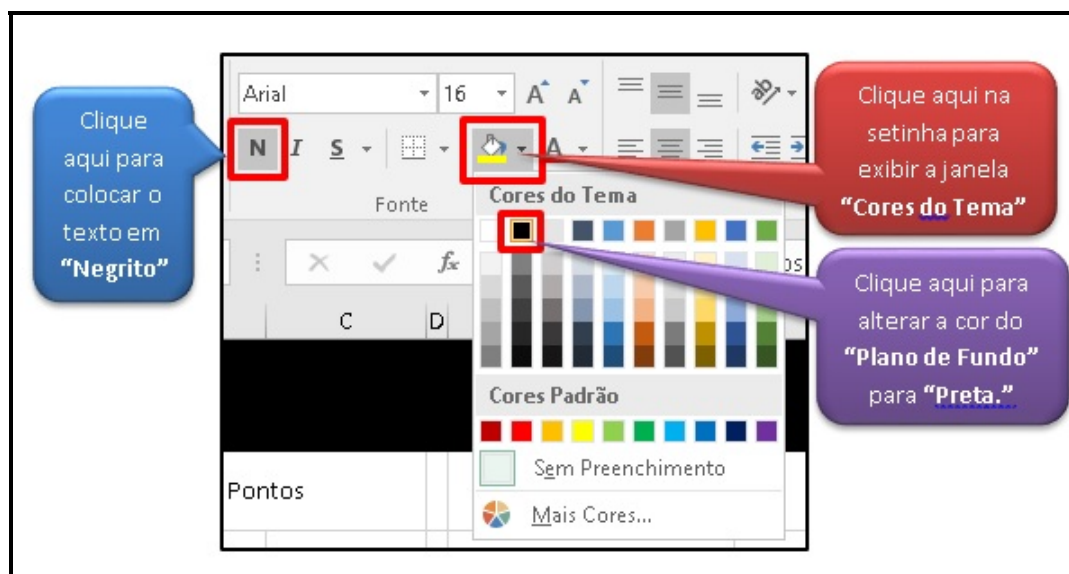 Clique
aqui para
colocar o
texto em
“Negrito”
Arial
16
A A
N I S
A
Fonte
fx
C
D
Pontos
Cores do Tema
Cores Padrão
Sem Preenchimento
Mais Cores...
os
Clique aqui na
setinha para
exibir a janela
“Cores do Tema”
Clique aqui para
alterar a cor do
“Plano de Fundo”
para “Preta.”